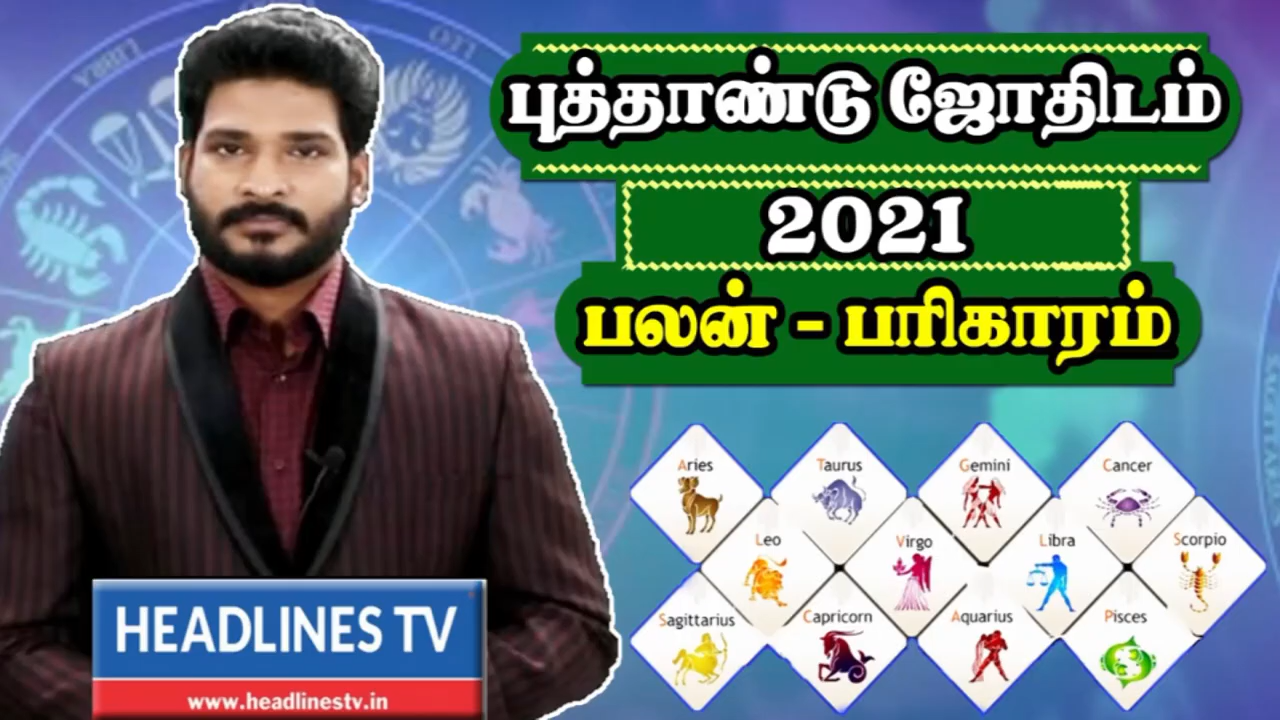 புத்தாண்டு ஜோதிடம்
2021
பலன் - பரிகாரம்
Aries
Taurus
Gemini
Cancer
Leo
Virgo
Libra
Scorpio
Sagittarius
Capricorn
Aquarius
Pisces
HEADLINES TV
www.headlinestv.in